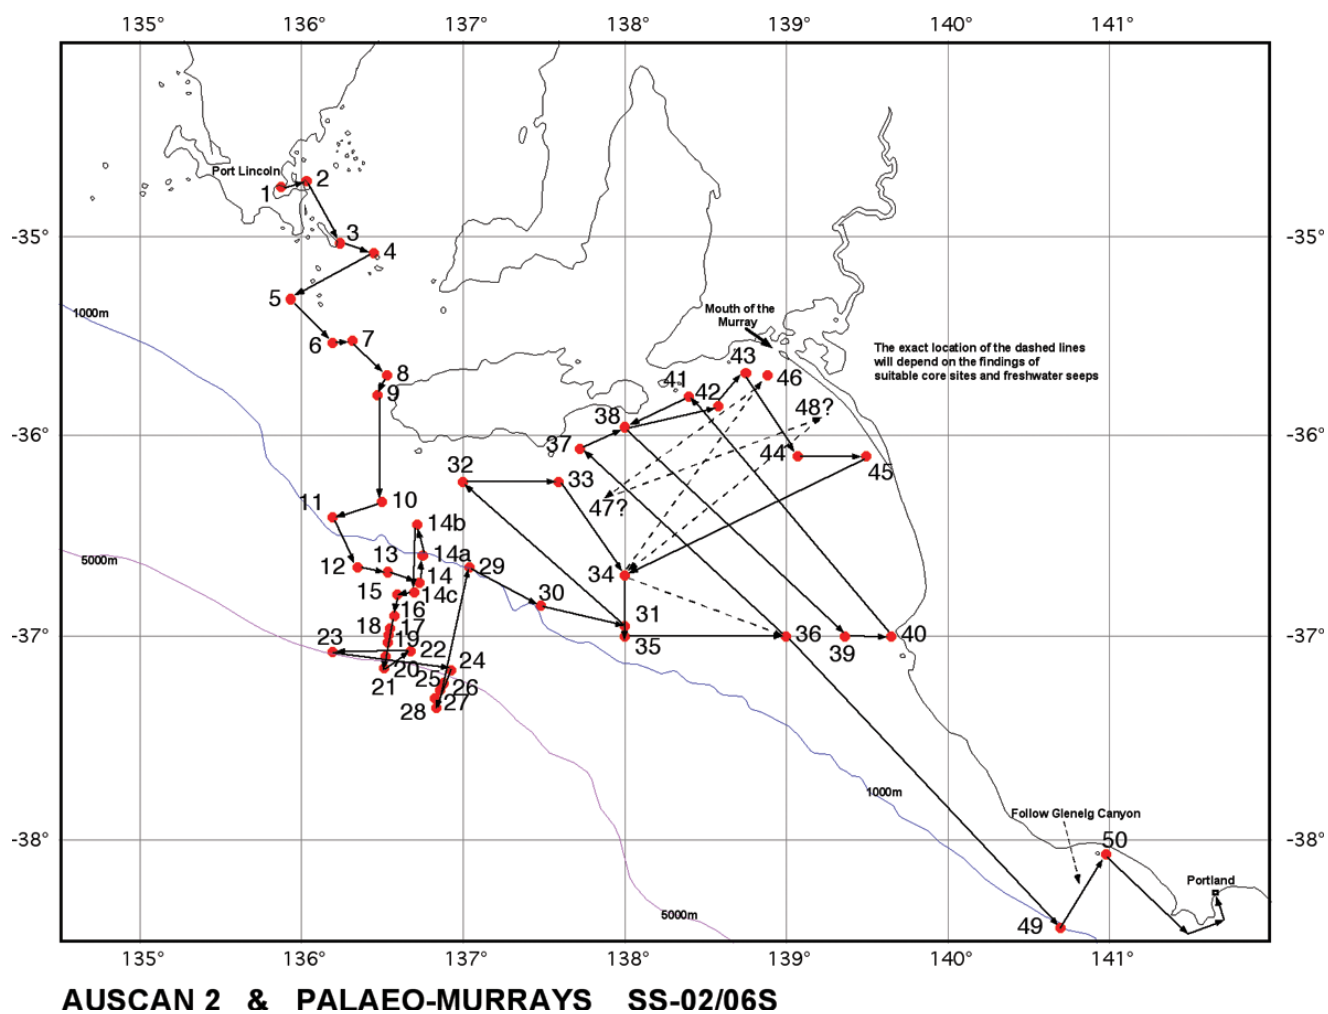 135° 136° 137° 138° 139° 140° 141°
Port Lincoln
1 2
-35° 3 -35°
4
5
1000m
Mouth of the
Murray
6 7
The exact location of the dashed lines
will depend on the findings of
suitable core sites and freshwater seeps
43
8 41 46
9 42
38 48?
-36° 37 -36°
44 45
32 33
11 10 47?
14b
5000m 12 13 14a 29
34
15 14 14c
16 30
18 17 31
-37° 19 35 36 39 40 -37°
23 22
20 24
21 25 26
28 27
1000m
Follow Glenelg Canyon
-38° 50 -38°
Portland
5000m
49
135° 136° 137° 138° 139° 140° 141°
AUSCAN 2 & PALAEO-MURRAYS SS-02/06S